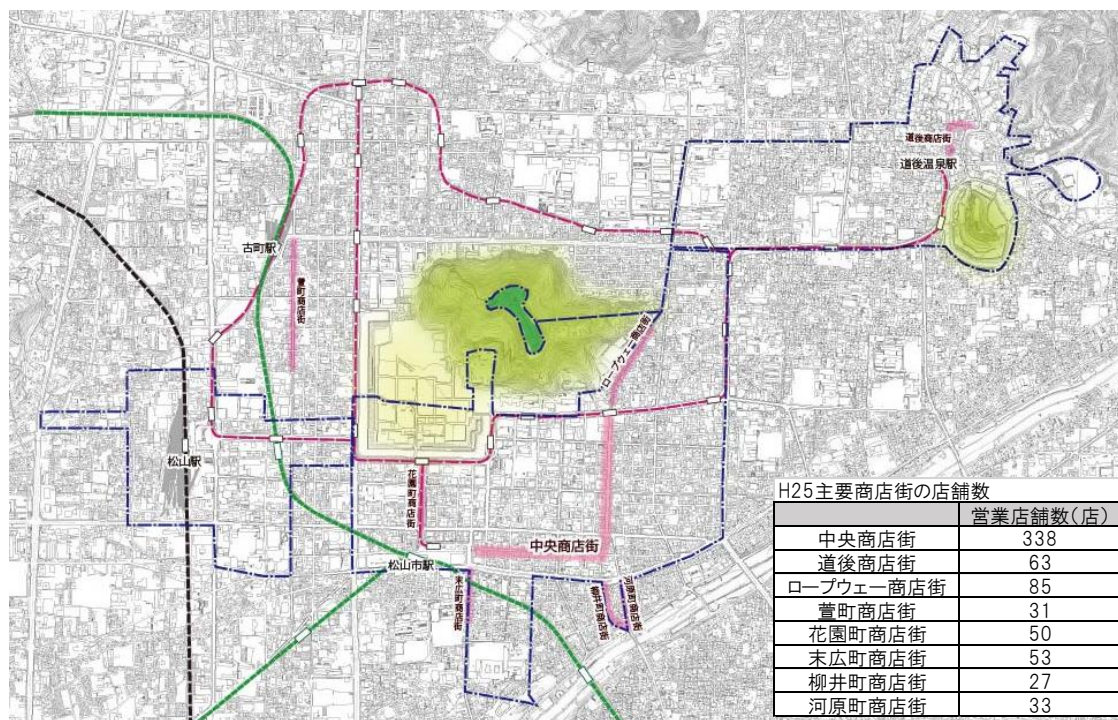 道後商店街
道後温泉駅
古町駅
萱町商店街
ロープウェー商店街
松山駅
花園町商店街
中央商店街
松山市駅
末広町商店街
柳井町商店街
河原町商店街
H25主要商店街の店舗数
営業店舗数(店)
中央商店街 338
道後商店街 63
ロープウェー商店街 85
萱町商店街 31
花園町商店街 50
末広町商店街 53
柳井町商店街 27
河原町商店街 33